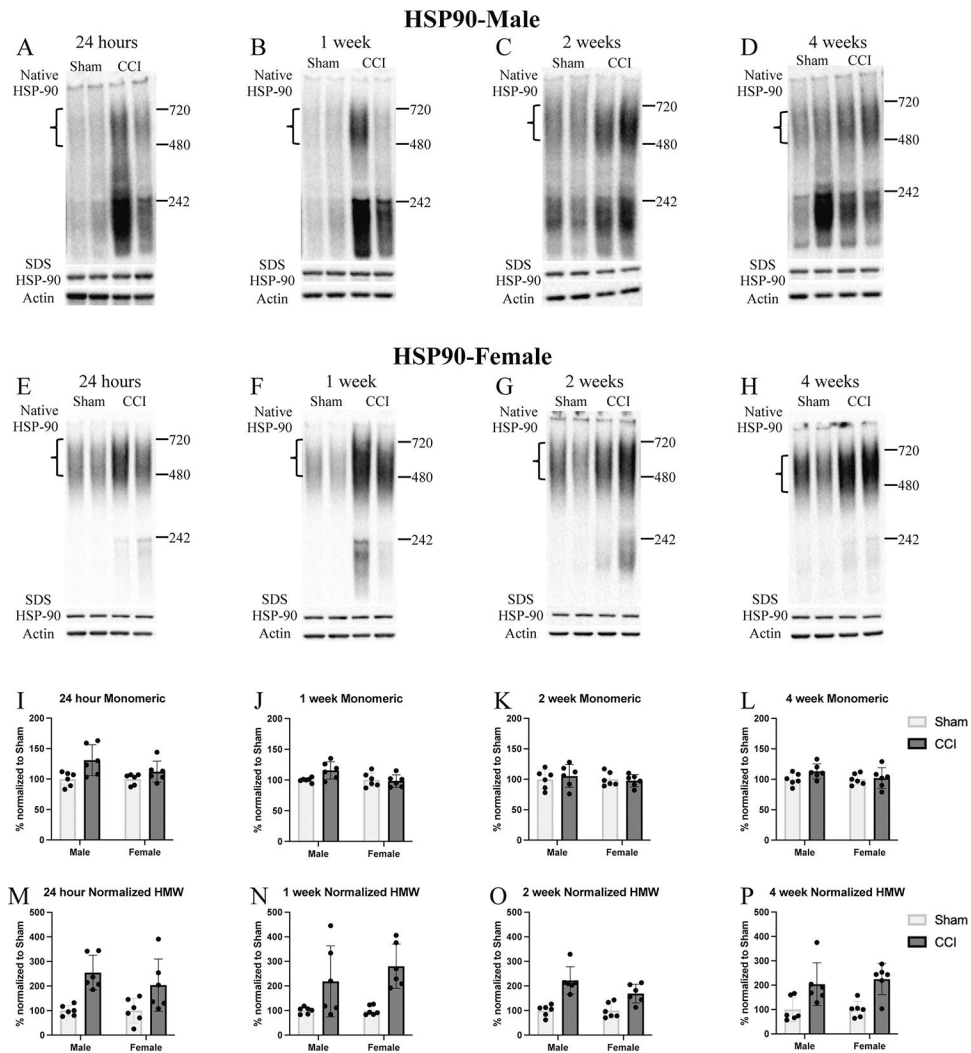 HSP90-Male
A 24 hours B 1 week C 2 weeks D 4 weeks
Sham CCI Sham CCI Sham CCI Sham CCI
Native
HSP-90
720 720 720 720
480 480 480 480
242 242 242 242
SDS
HSP-90
SDS
HSP-90
SDS
HSP-90
SDS
HSP-90
Actin Actin Actin Actin
HSP90-Female
E 24 hours F 1 week G 2 weeks H 4 weeks
Sham CCI Sham CCI Sham CCI Sham CCI
Native
HSP-90
Native
HSP-90
Native
HSP-90
Native
HSP-90
720 720 720 720
480 480 480 480
242 242 242 242
SDS
HSP-90
SDS
HSP-90
SDS
HSP-90
SDS
HSP-90
Actin Actin Actin Actin
I 24 hour Monomeric J 1 week Monomeric K 2 week Monomeric L 4 week Monomeric
% normalized to Sham % normalized to Sham % normalized to Sham % normalized to Sham
200 200 200 200
150 150 150 150
100 100 100 100
50 50 50 50
0 0 0 0
Male Female Male Female Male Female Male Female
Sham
CCI
M 24 hour Normalized HMW N 1 week Normalized HMW O 2 week Normalized HMW P 4 week Normalized HMW
% normalized to Sham % normalized to Sham % normalized to Sham % normalized to Sham
500 500 500 500
400 400 400 400
300 300 300 300
200 200 200 200
100 100 100 100
0 0 0 0
Male Female Male Female Male Female Male Female
Sham
CCI